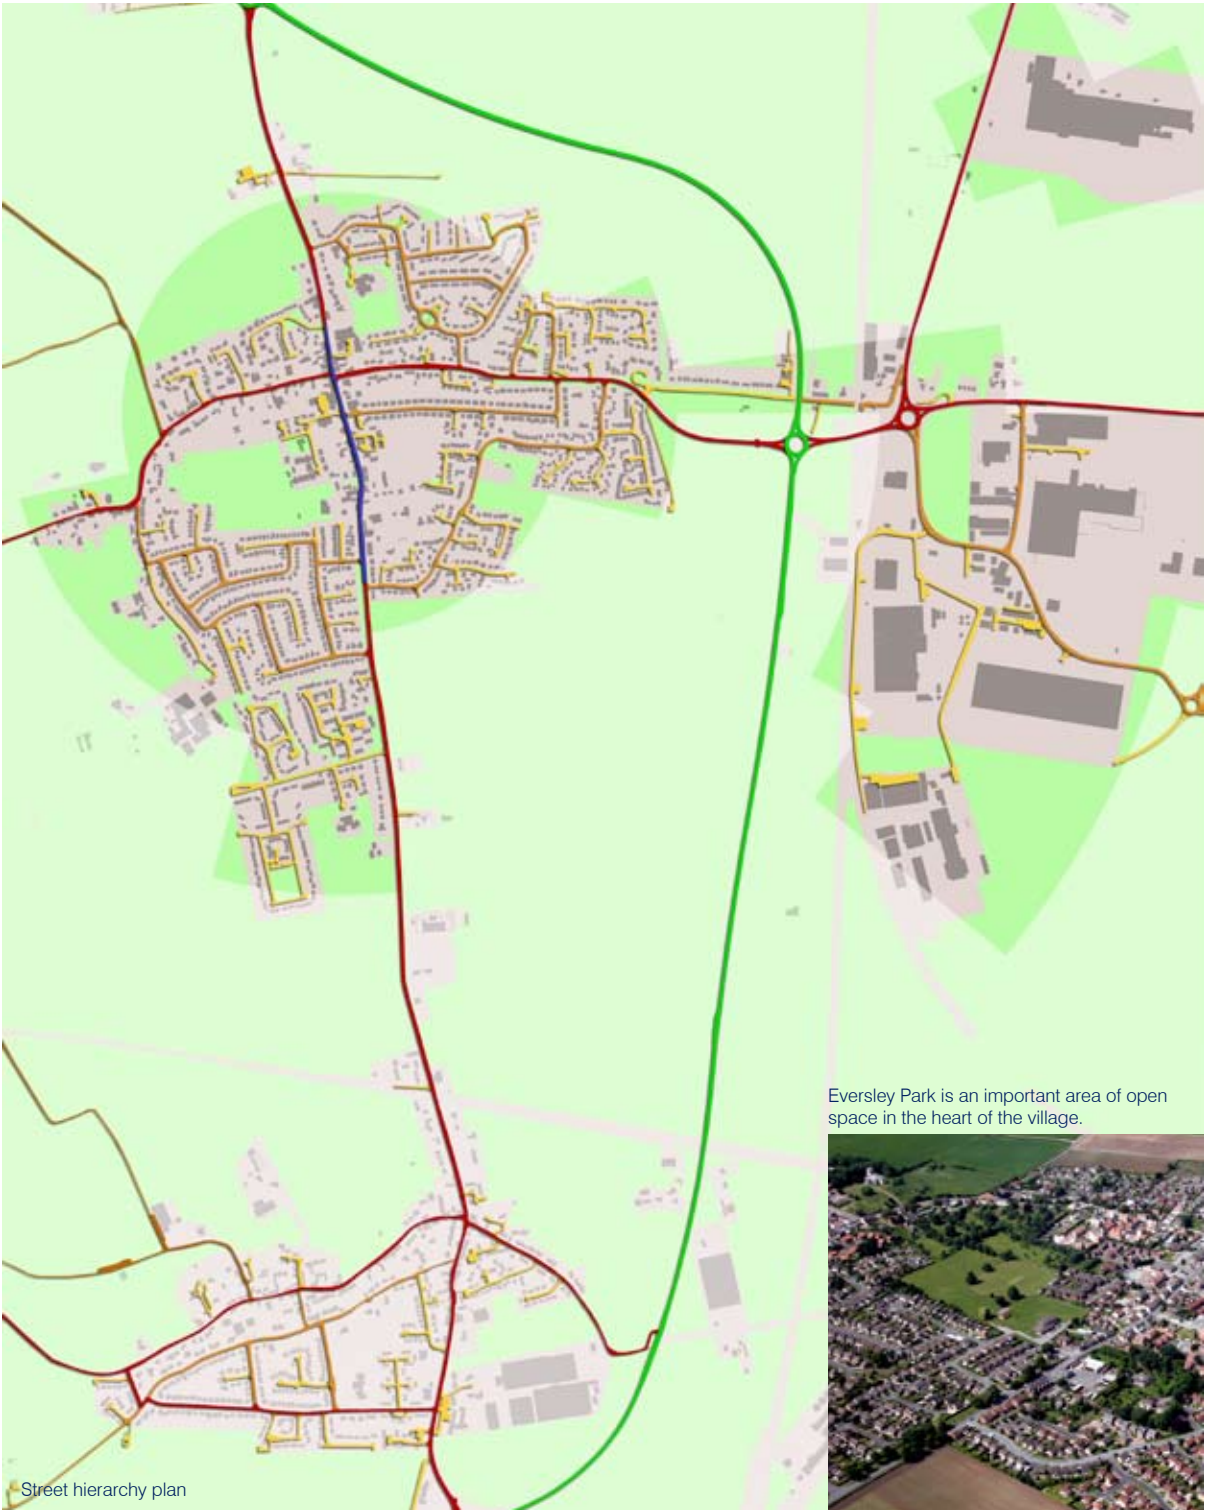 Eversley Park is an important area of open
space in the heart of the village.
Street hierarchy plan